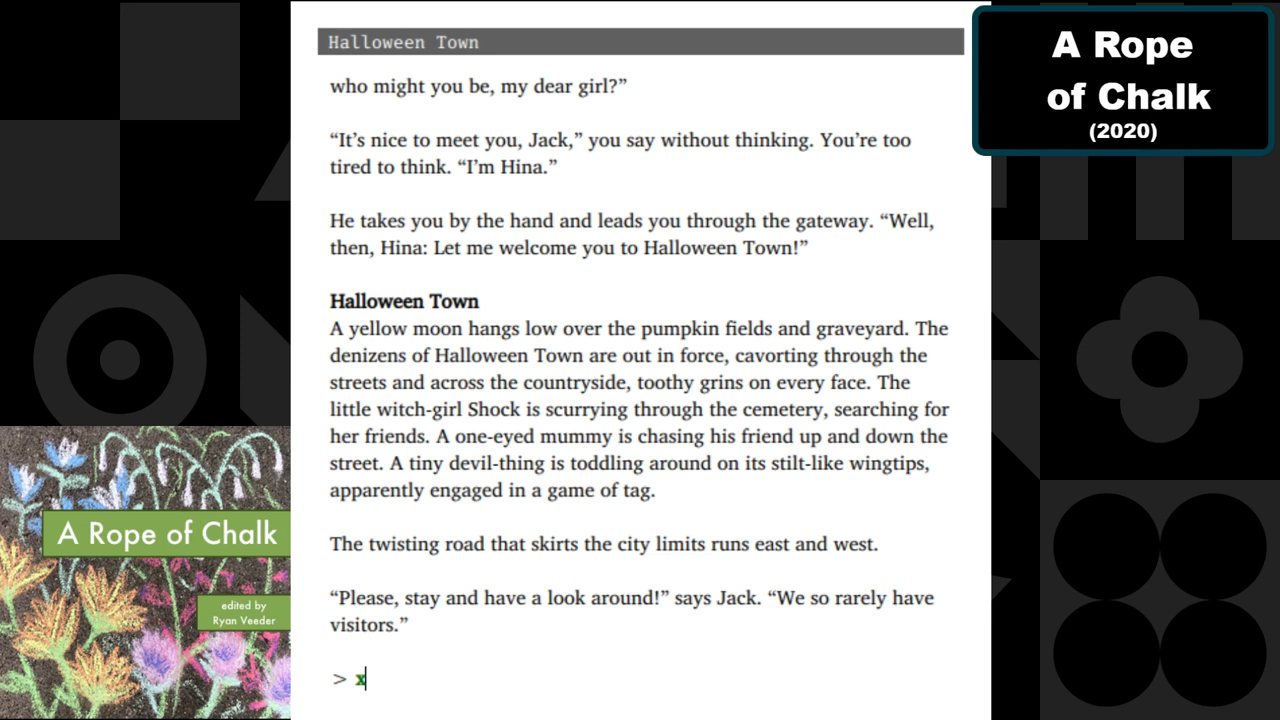 Halloween Town
who might you be, my dear girl?”
“It’s nice to meet you, Jack,” you say without thinking. You’re too
tired to think. “I’m Hina.”
He takes you by the hand and leads you through the gateway. “Well,
then, Hina: Let me welcome you to Halloween Town!”
Halloween Town
A yellow moon hangs low over the pumpkin fields and graveyard. The
denizens of Halloween Town are out in force, cavorting through the
streets and across the countryside, toothy grins on every face. The
little witch-girl Shock is scurrying through the cemetery, searching for
her friends. A one-eyed mummy is chasing his friend up and down the
street. A tiny devil-thing is toddling around on its stilt-like wingtips,
apparently engaged in a game of tag.
The twisting road that skirts the city limits runs east and west.
“Please, stay and have a look around!” says Jack. “We so rarely have
visitors.”
> x
A Rope
of Chalk
(2020)
A Rope of Chalk
edited by
Ryan Veeder